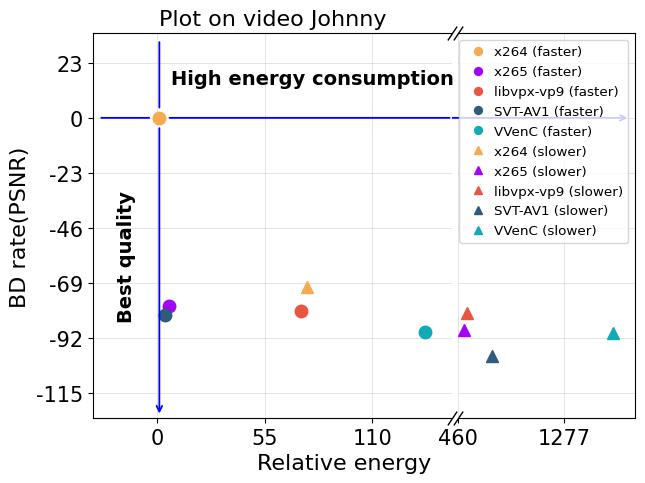 Plot on video Johnny
BD rate(PSNR)
23
0
-23
-46
-69
-92
-115
High energy consumption
Best quality
x264 (faster)
x265 (faster)
libvpx-vp9 (faster)
SVT-AV1 (faster)
VVenC (faster)
x264 (slower)
x265 (slower)
libvpx-vp9 (slower)
SVT-AV1 (slower)
VVenC (slower)
0 55 110 460 1277
Relative energy